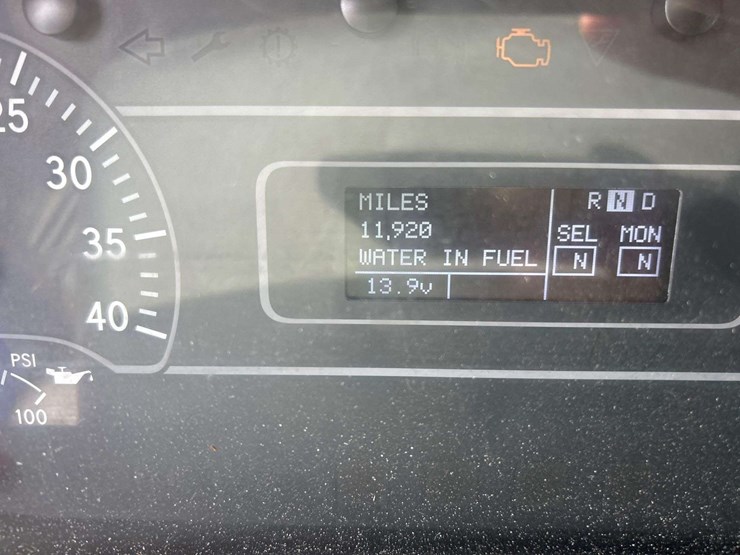 25
30
35
40
PSI
100
MILES
11,920
WATER IN FUEL
13.9v
R N D
SEL MON
N N